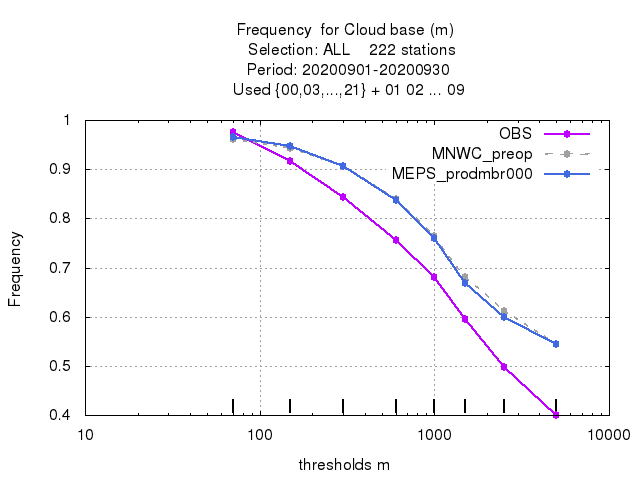 Frequency  for Cloud base (m)
Selection: ALL    222 stations
Period: 20200901-20200930
Used {00,03,...,21} + 01 02 ... 09
OBS
MNWC_preop
MEPS_prodmbr000
Frequency
1
0.9
0.8
0.7
0.6
0.5
0.4
10
100
1000
10000
thresholds m